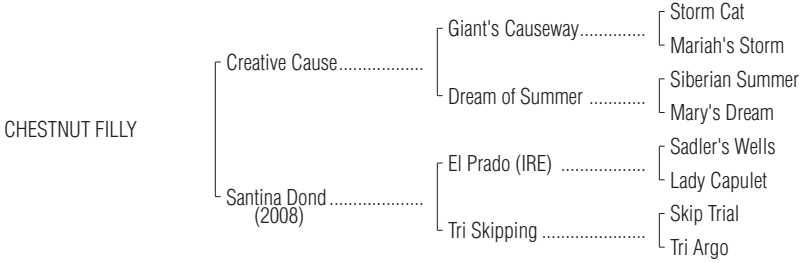 Storm Cat
Giant's Causeway..............
Mariah's Storm
Creative Cause..................
Siberian Summer
Dream of Summer ............
Mary's Dream
CHESTNUT FILLY
Sadler's Wells
El Prado (IRE) ..................
Lady Capulet
Santina Dond ....................
(2008)
Skip Trial
Tri Skipping ......................
Tri Argo